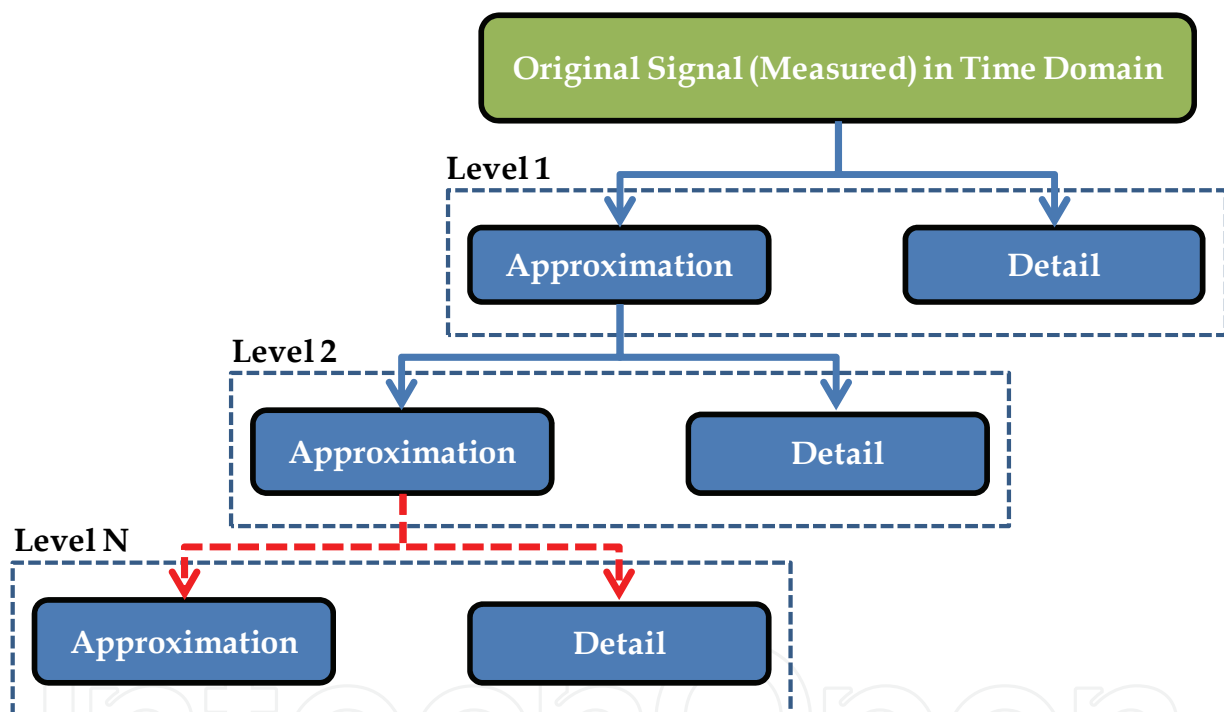 Original Signal (Measured) in Time Domain
Level 1
Approximation
Detail
Level 2
Approximation
Detail
Level N
Approximation
Detail